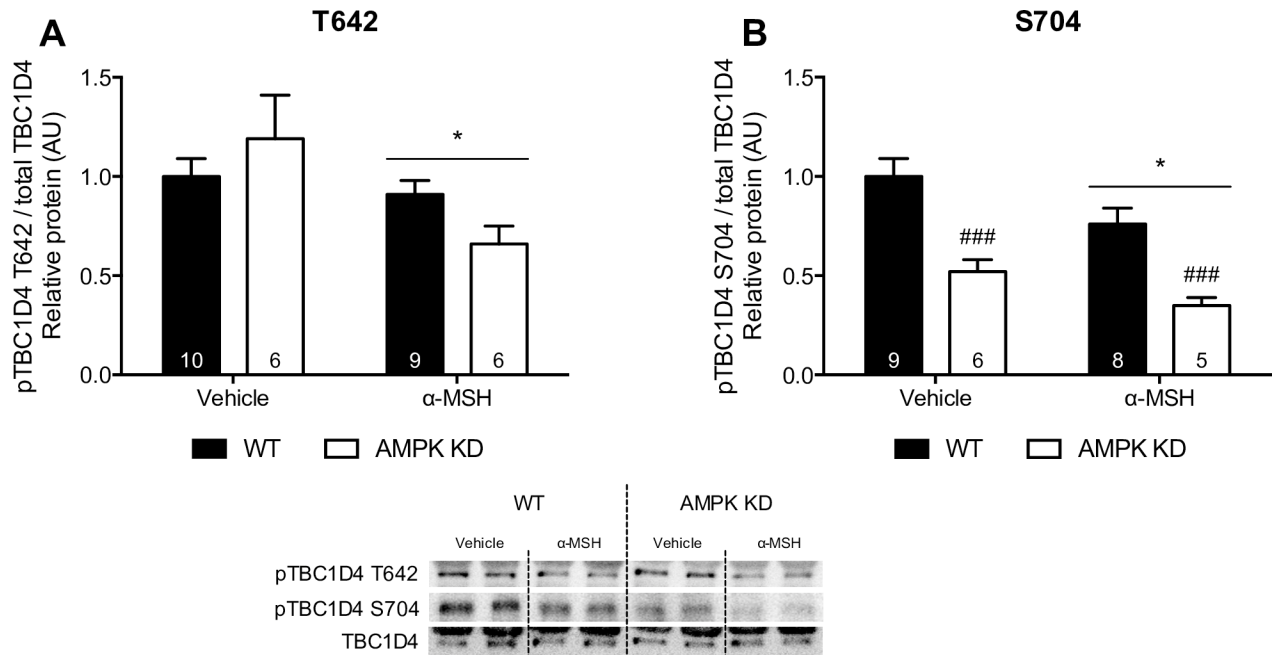 A
T642
pTBC1D4 T642 / total TBC1D4
Relative protein (AU)
1.5
1.0
0.5
0.0
*
10
6
9
6
Vehicle
α-MSH
WT
AMPK KD
B
S704
pTBC1D4 S704 / total TBC1D4
Relative protein (AU)
1.5
1.0
0.5
0.0
###
*
###
9
6
8
5
Vehicle
α-MSH
WT
AMPK KD
WT
AMPK KD
Vehicle
α-MSH
Vehicle
α-MSH
pTBC1D4 T642
pTBC1D4 S704
TBC1D4